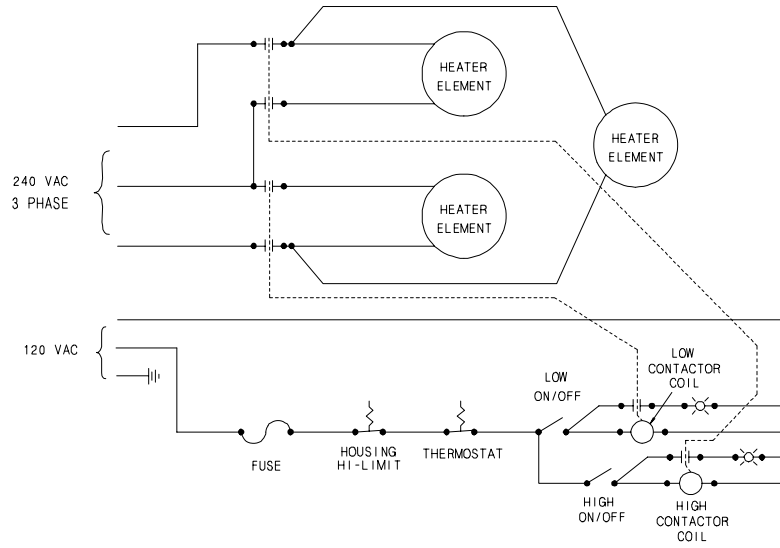 HEATER
ELEMENT
HEATER
ELEMENT
240 VAC
3 PHASE
HEATER
ELEMENT
120 VAC
LOW
ON/OFF
LOW
CONTACTOR
COIL
FUSE
HOUSING
HI-LIMIT
THERMOSTAT
HIGH
ON/OFF
HIGH
CONTACTOR
COIL